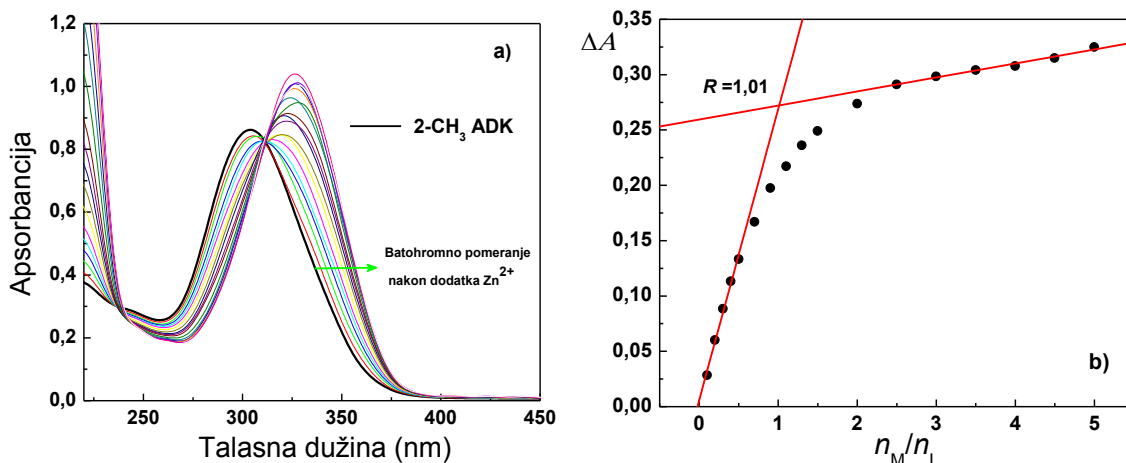 Apsorbancija
1,2
1,0
0,8
0,6
0,4
0,2
0,0
a)
2-CH₃ ADK
Batohromno pomeranje
nakon dodatka Zn²⁺
250 300 350 400 450
Talasna dužina (nm)
ΔA
0,35
0,30
0,25
0,20
0,15
0,10
0,05
0,00
R =1,01
b)
0 1 2 3 4 5
n_M/n_L